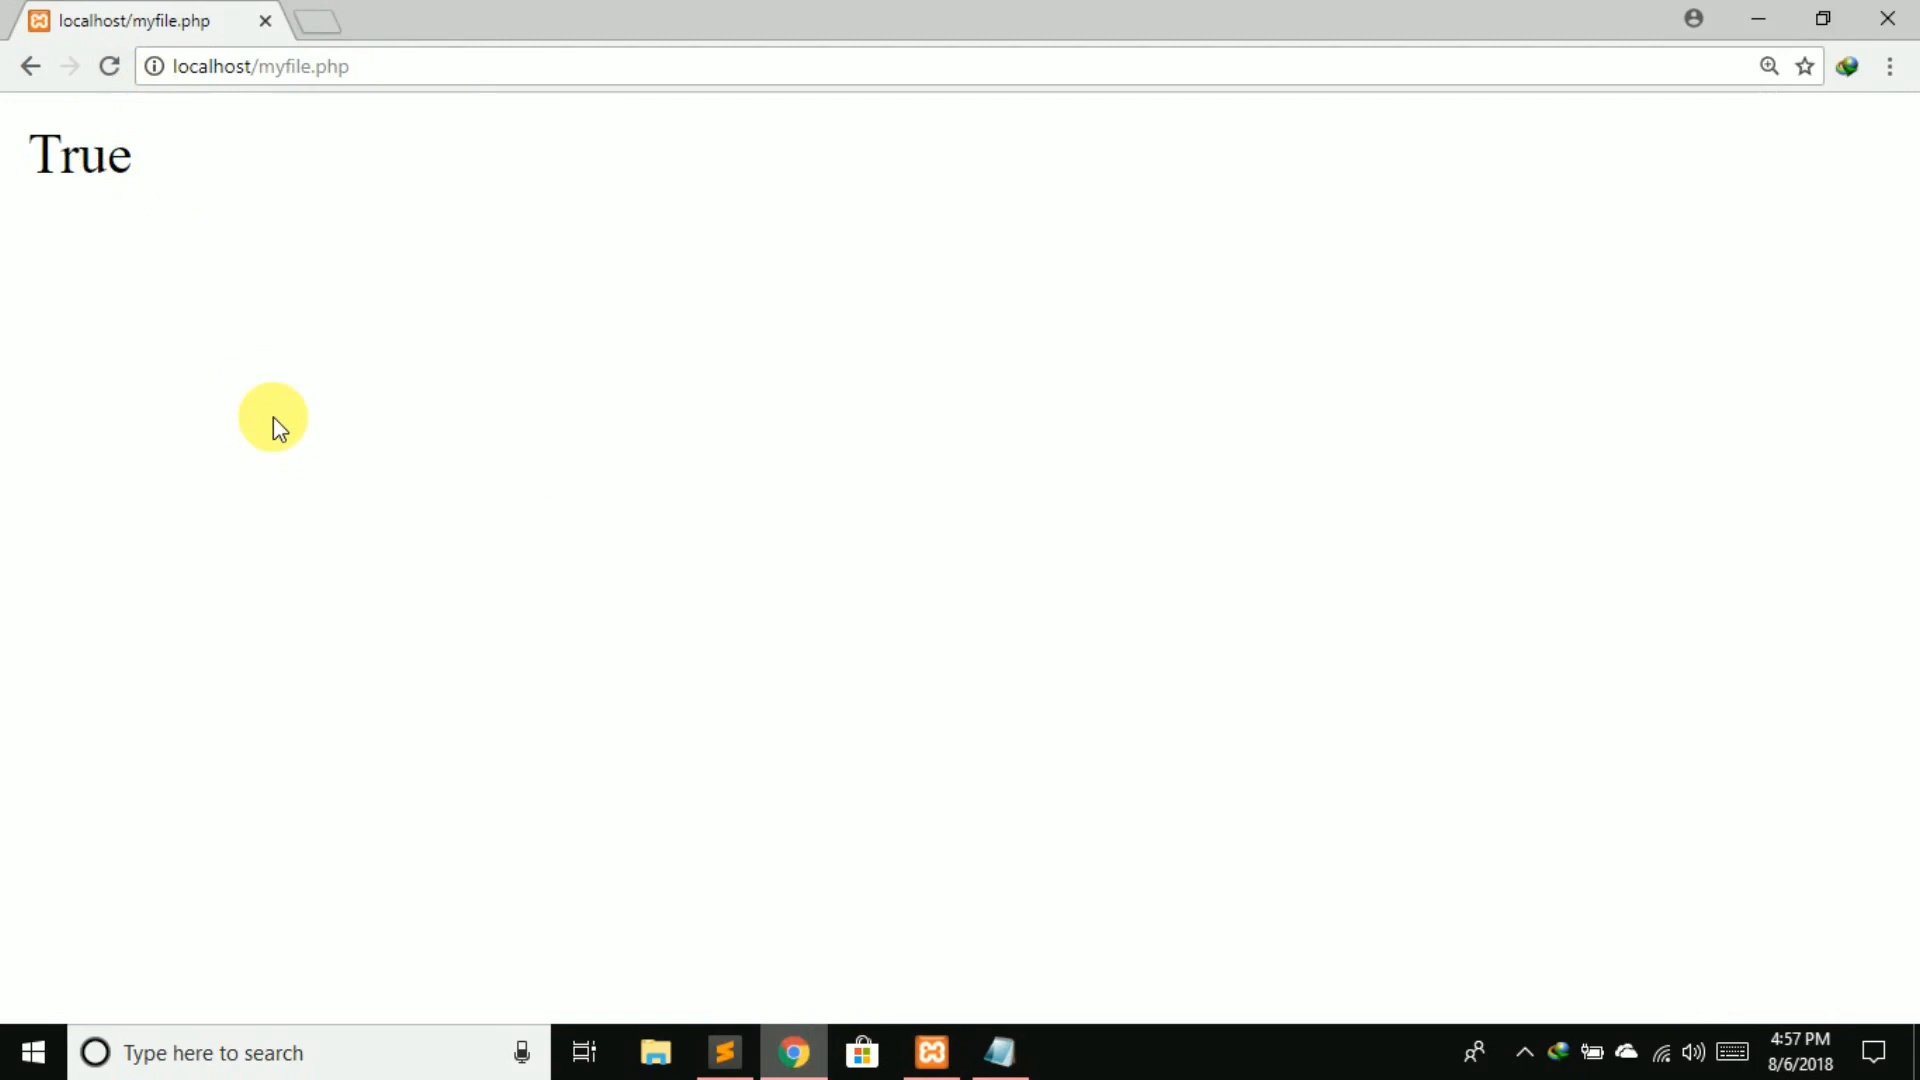 localhost/myfile.php
localhost/myfile.php
True
Type here to search
4:57 PM
8/6/2018